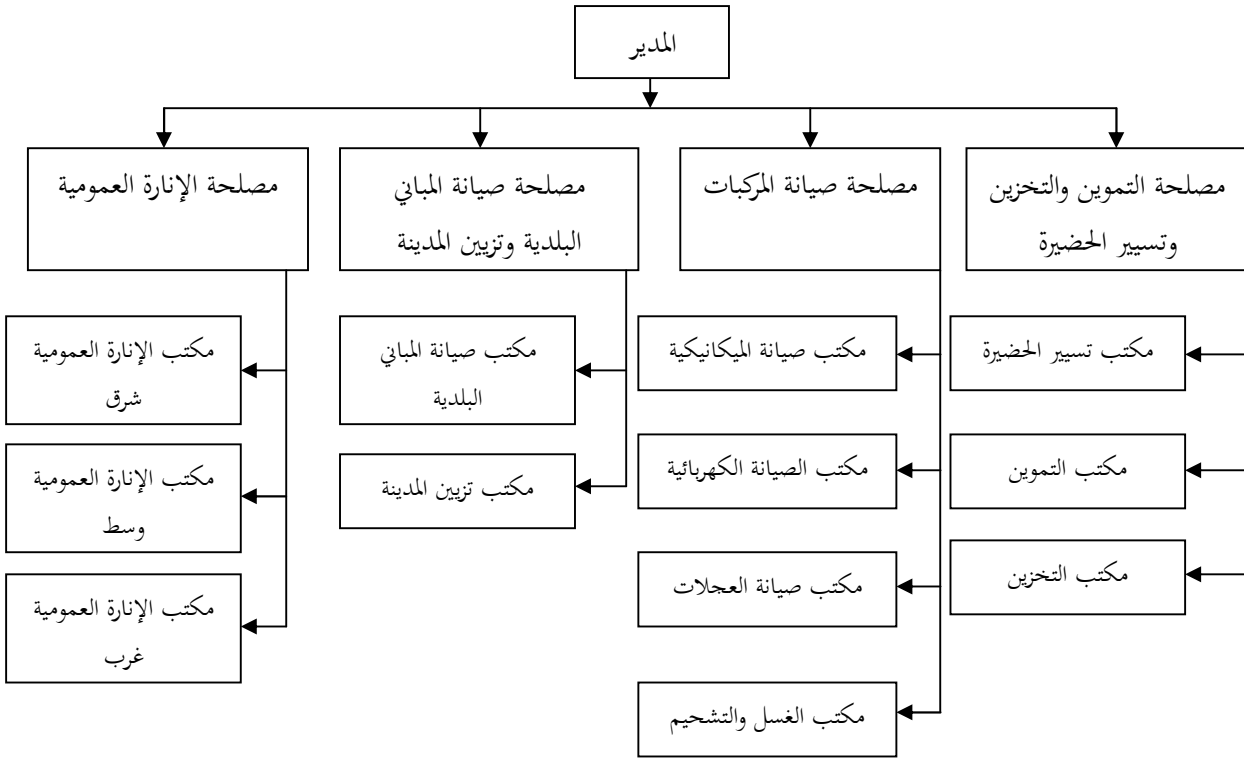 المدير
مصلحة التموين والتخزين
وتسيير الحضيرة
مصلحة صيانة المركبات
مصلحة صيانة المباني
البلدية وتزيين المدينة
مصلحة الإنارة العمومية
مكتب تسيير الحضيرة
مكتب التموين
مكتب التخزين
مكتب صيانة الميكانيكية
مكتب الصيانة الكهربائية
مكتب صيانة العجلات
مكتب الغسل والتشحيم
مكتب صيانة المباني
البلدية
مكتب تزيين المدينة
مكتب الإنارة العمومية
شرق
مكتب الإنارة العمومية
وسط
مكتب الإنارة العمومية
غرب